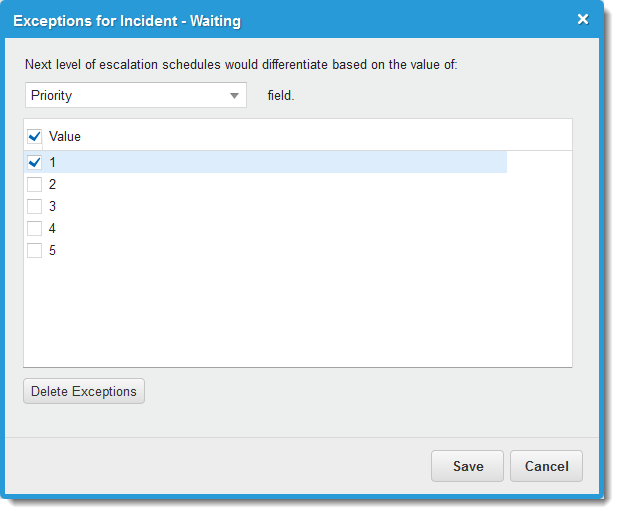 Exceptions for Incident - Waiting
Next level of escalation schedules would differentiate based on the value of:
Priority field.
Value
1
2
3
4
5
Delete Exceptions
Save Cancel